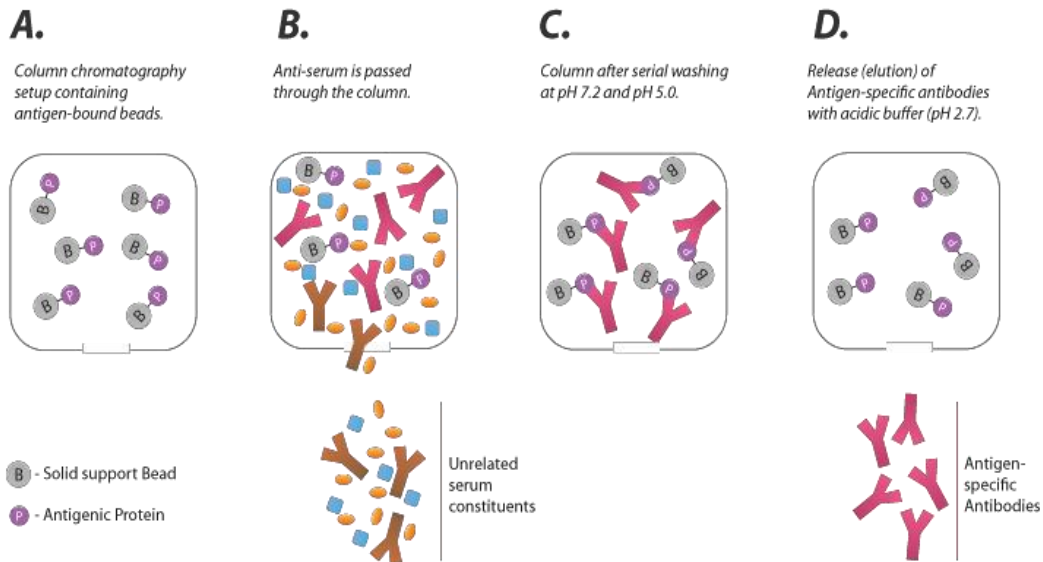 A.
Column chromatography
setup containing
antigen-bound beads.
B.
Anti-serum is passed
through the column.
C.
Column after serial washing
at pH 7.2 and pH 5.0.
D.
Release (elution) of
Antigen-specific antibodies
with acidic buffer (pH 2.7).
P
B
B
P
B
P
B
P
B
P
B
P
B
P
B
P
B
P
B
P
B
P
B
P
B
P
B
P
B
P
B
P
B
P
B
P
B
P
B
P
Unrelated
serum
constituents
Antigen-
specific
Antibodies
B - Solid support Bead
P - Antigenic Protein